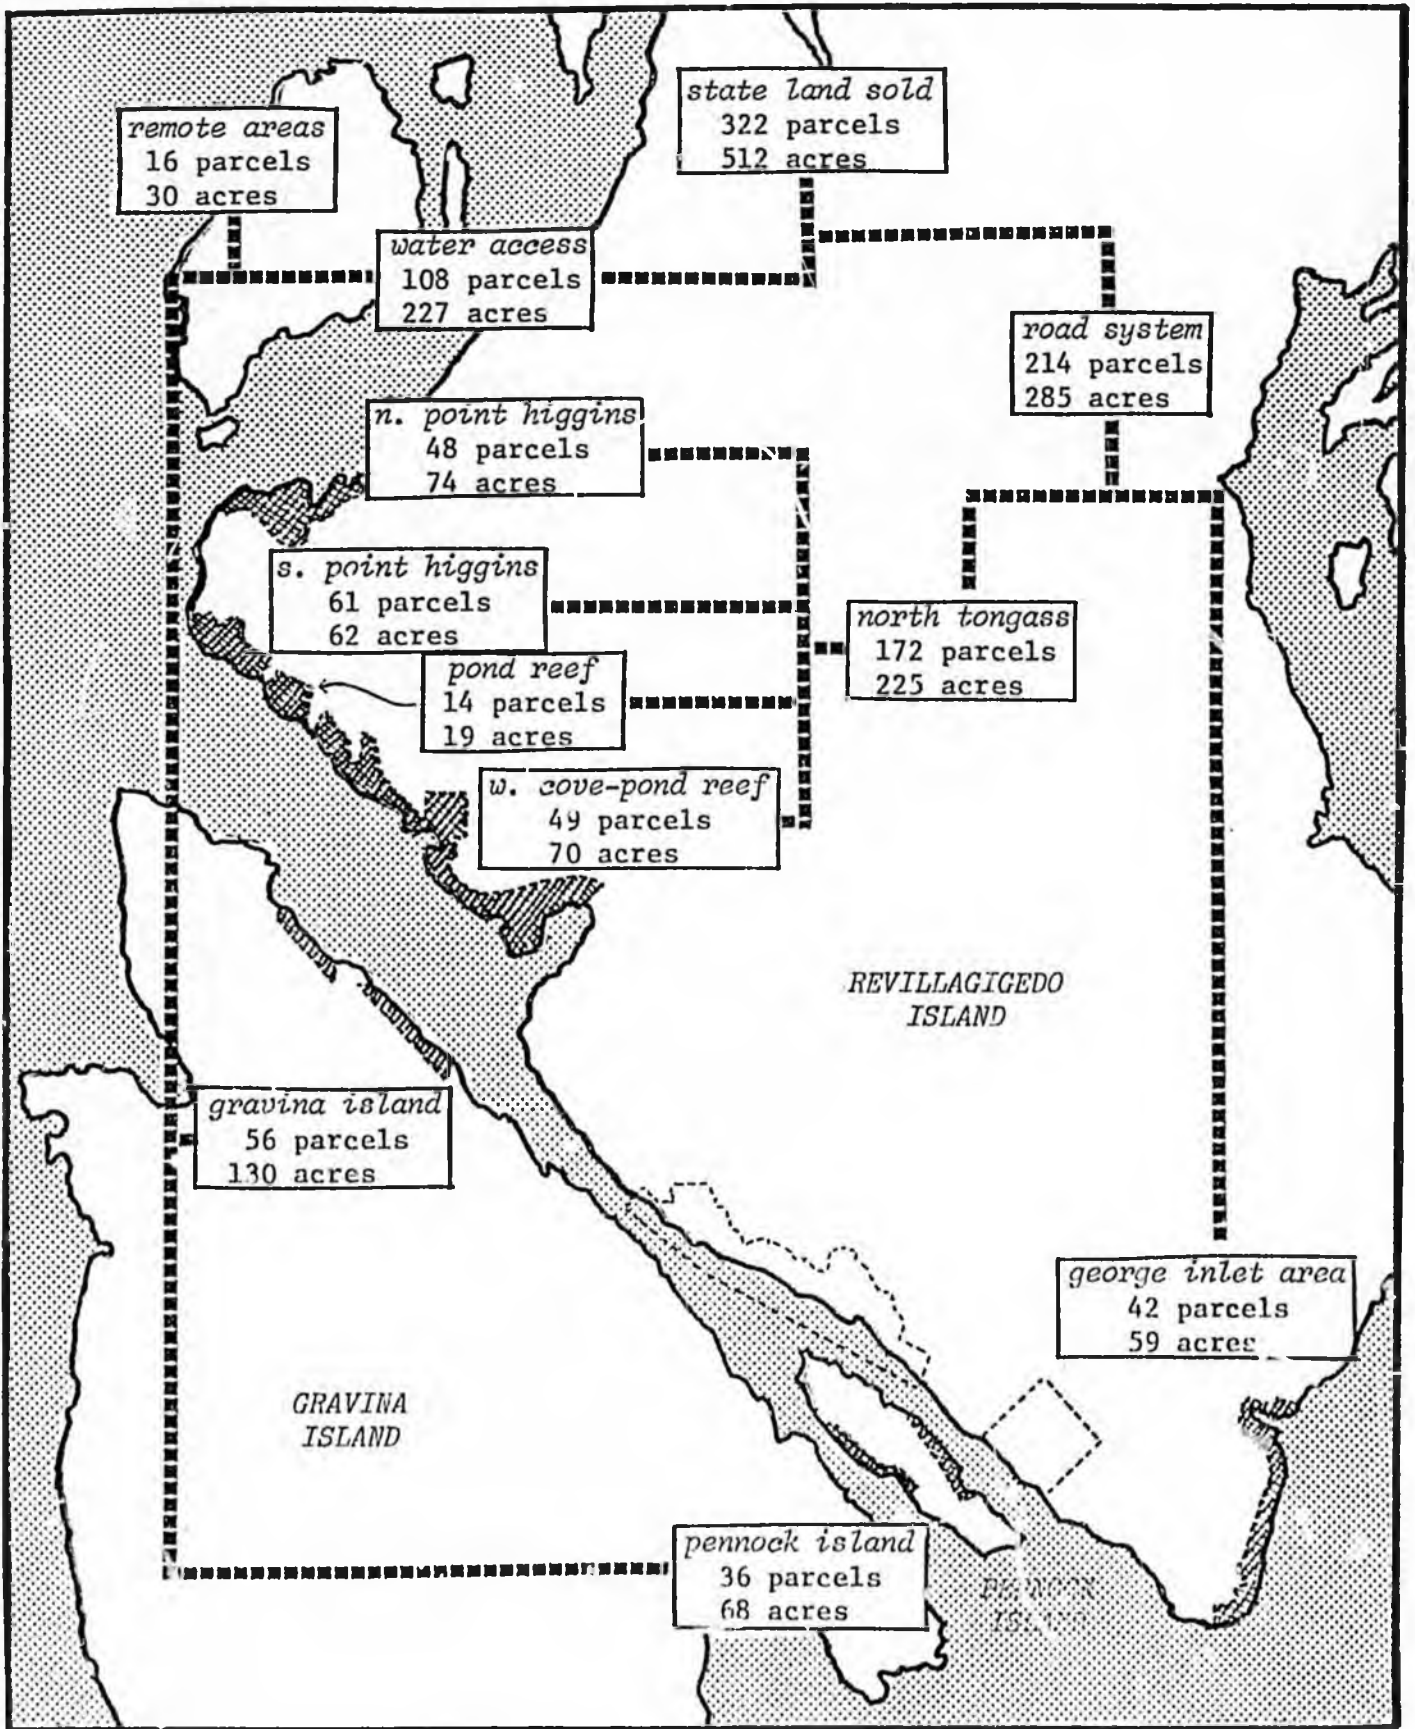 state land sold
322 parcels
512 acres
remote areas
16 parcels
30 acres
water access
108 parcels
227 acres
road system
214 parcels
285 acres
n. point higgins
48 parcels
74 acres
s. point higgins
61 parcels
62 acres
north tongass
172 parcels
225 acres
pond reef
14 parcels
19 acres
w. cove-pond reef
49 parcels
70 acres
REVILLAGIGEDO
ISLAND
gravina island
56 parcels
130 acres
george inlet area
42 parcels
59 acres
GRAVINA
ISLAND
pennock island
36 parcels
68 acres
PENNOCK
ISLAND